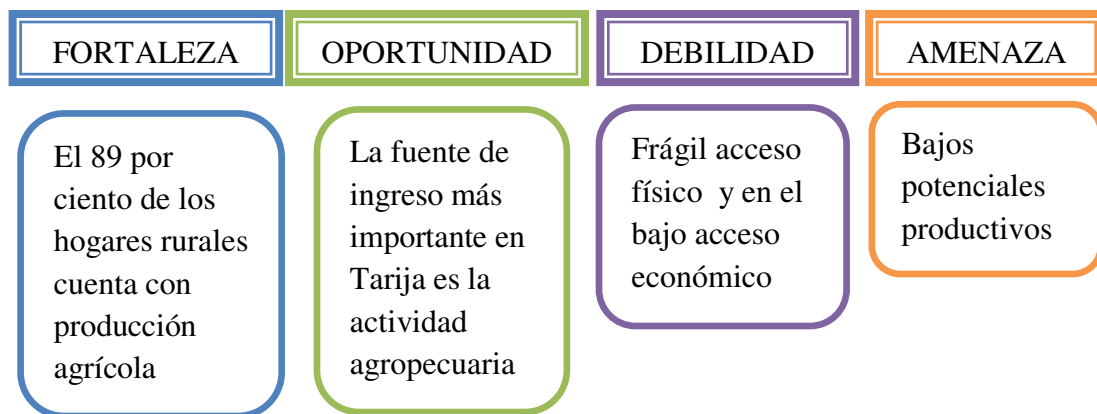 FORTALEZA
OPORTUNIDAD
DEBILIDAD
AMENAZA
El 89 por
ciento de los
hogares rurales
cuenta con
producción
agrícola
La fuente de
ingreso más
importante en
Tarija es la
actividad
agropecuaria
Frágil acceso
físico y en el
bajo acceso
económico
Bajos
potenciales
productivos